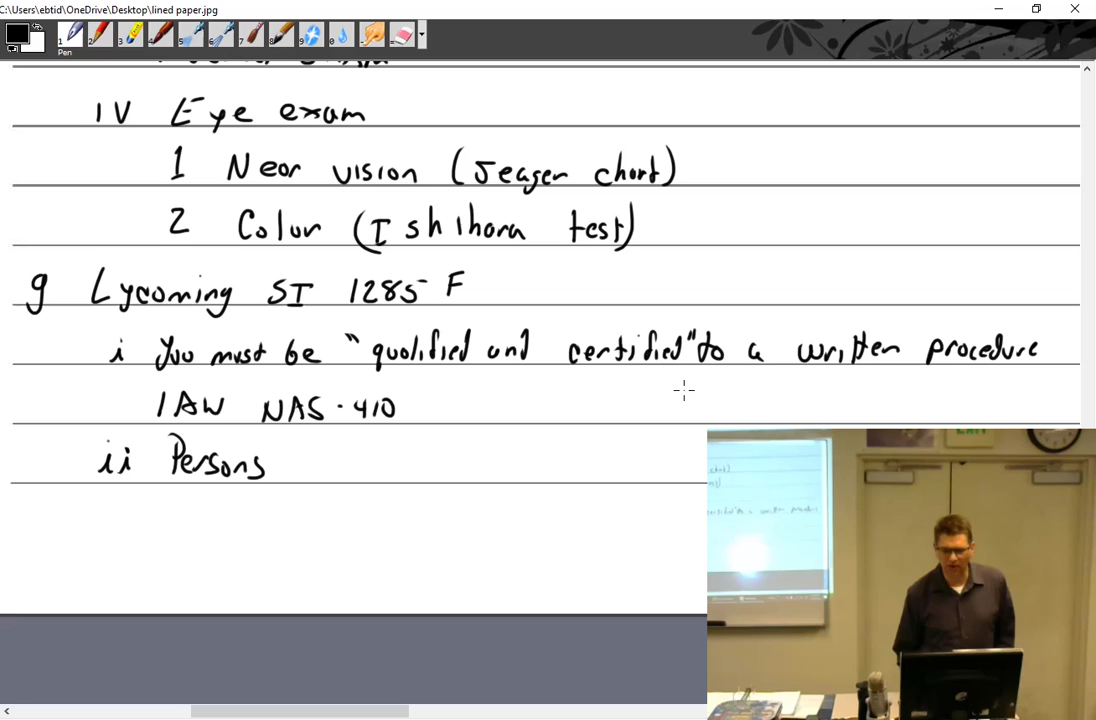 C:\Users\ebtid\OneDrive\Desktop\lined paper.jpg
Pen
IV Eye exam
1 Near vision (Jeager chart)
2 Color (Ishihara test)
g Lycoming SI 1285 F
i You must be "qualified and certified" to a written procedure
IAW NAS-410
ii Persons